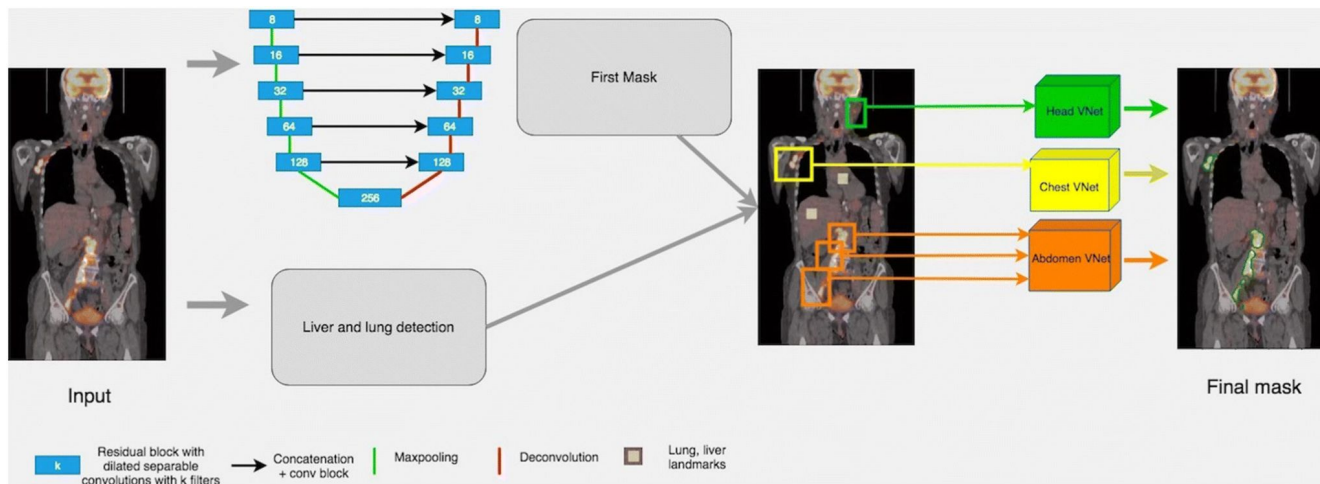 8 8
16 16
32 32
64 64
128 128
256
First Mask
Liver and lung detection
Head VNet
Chest VNet
Abdomen VNet
Input
Final mask
k
Residual block with
dilated separable
convolutions with k filters
Concatenation
+ conv block
Maxpooling
Deconvolution
Lung, liver
landmarks